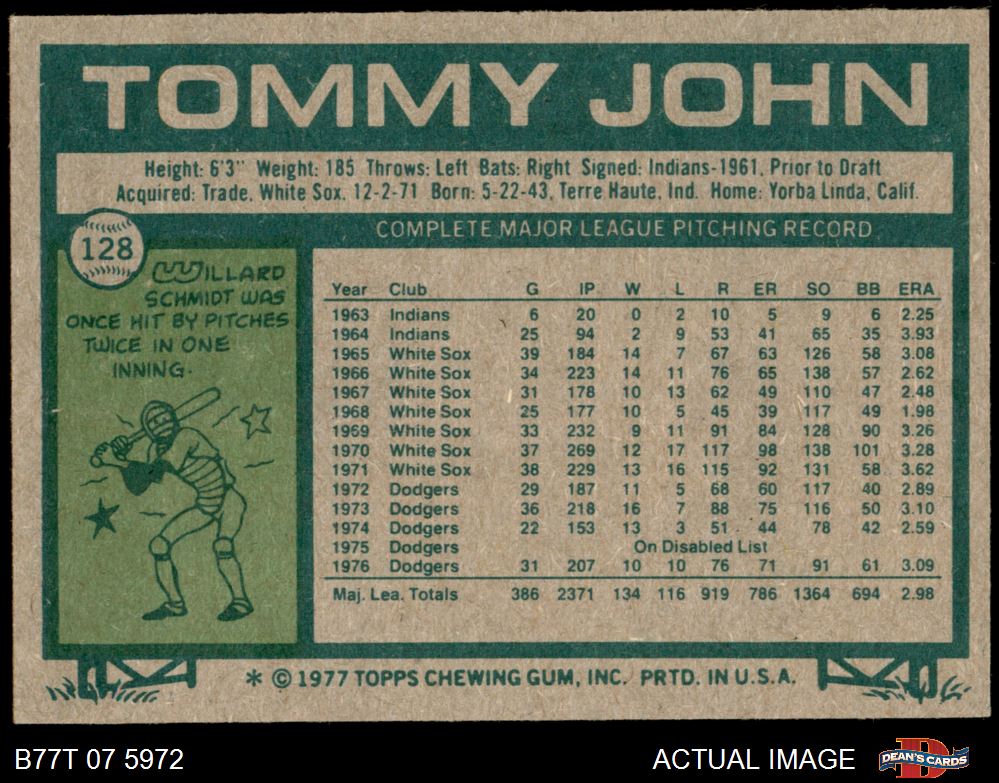 TOMMY JOHN
Height: 6'3" Weight: 185 Throws: Left Bats: Right Signed: Indians-1961, Prior to Draft
Acquired: Trade, White Sox, 12-2-71 Born: 5-22-43, Terre Haute, Ind. Home: Yorba Linda, Calif.
128
WILLARD
SCHMIDT WAS
ONCE HIT BY PITCHES
TWICE IN ONE
INNING.
COMPLETE MAJOR LEAGUE PITCHING RECORD
Year Club G IP W L R ER SO BB ERA
1963 Indians 6 20 0 2 10 5 9 6 2.25
1964 Indians 25 94 2 9 53 41 65 35 3.93
1965 White Sox 39 184 14 7 67 63 126 58 3.08
1966 White Sox 34 223 14 11 76 65 138 57 2.62
1967 White Sox 31 178 10 13 62 49 110 47 2.48
1968 White Sox 25 177 10 5 45 39 117 49 1.98
1969 White Sox 33 232 9 11 91 84 128 90 3.26
1970 White Sox 37 269 12 17 117 98 138 101 3.28
1971 White Sox 38 229 13 16 115 92 131 58 3.62
1972 Dodgers 29 187 11 5 68 60 117 40 2.89
1973 Dodgers 36 218 16 7 88 75 116 50 3.10
1974 Dodgers 22 153 13 3 51 44 78 42 2.59
1975 Dodgers On Disabled List
1976 Dodgers 31 207 10 10 76 71 91 61 3.09
Maj. Lea. Totals 386 2371 134 116 919 786 1364 694 2.98
* © 1977 TOPPS CHEWING GUM, INC. PRTD. IN U.S.A.
B77T 07 5972
ACTUAL IMAGE
D
DEAN'S CARDS